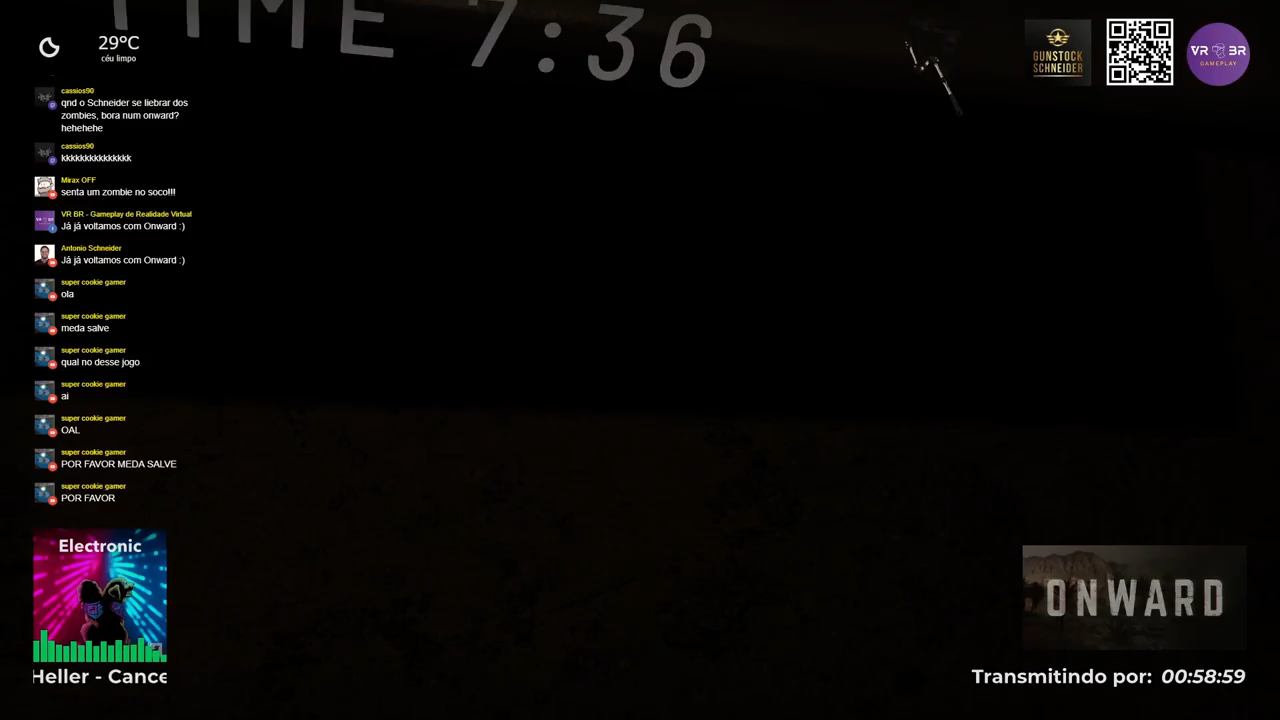 TIME 7:36
29°C
céu limpo
GUNSTOCK
SCHNEIDER
VR BR
GAMEPLAY
cassios90
qnd o Schneider se liebrar dos
zombies, bora num onward?
hehehehe
cassios90
kkkkkkkkkkkkkkk
Mirax OFF
senta um zombie no soco!!!
VR BR - Gameplay de Realidade Virtual
Já já voltamos com Onward :)
Antonio Schneider
Já já voltamos com Onward :)
super cookie gamer
ola
super cookie gamer
meda salve
super cookie gamer
qual no desse jogo
super cookie gamer
ai
super cookie gamer
OAL
super cookie gamer
POR FAVOR MEDA SALVE
super cookie gamer
POR FAVOR
Electronic
Heller - Cance
ONWARD
Transmitindo por: 00:58:59